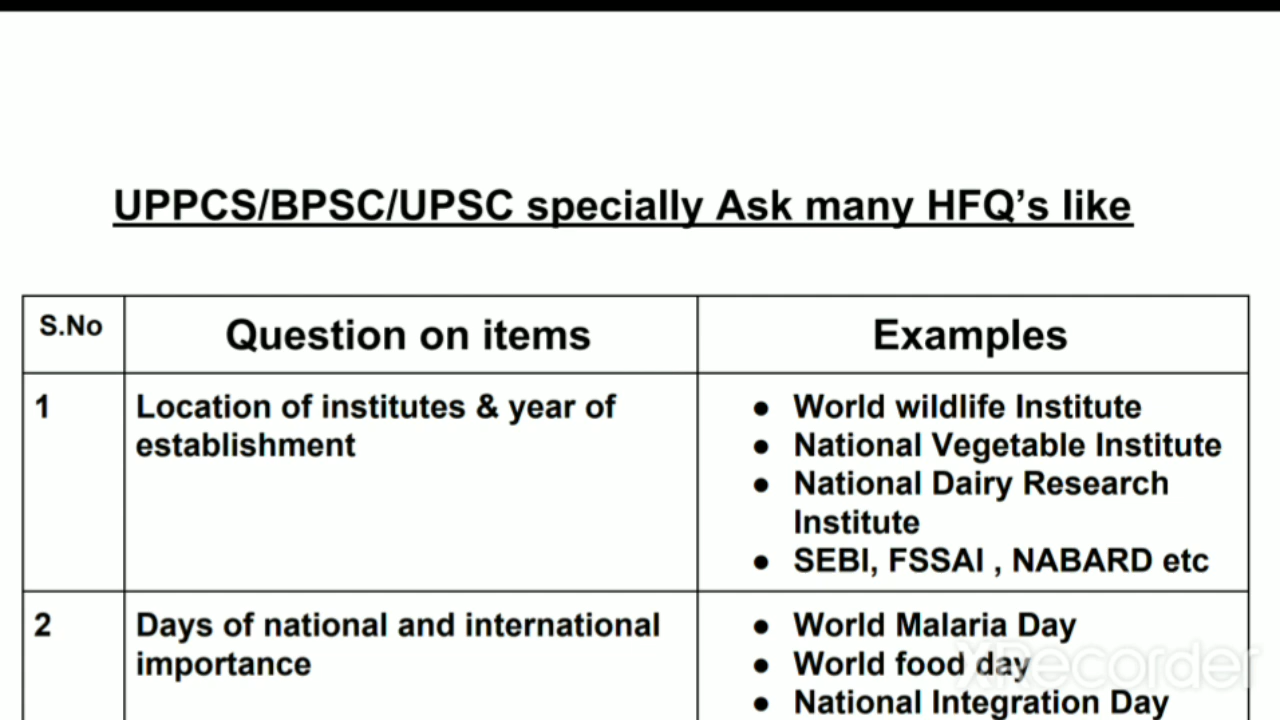 UPPCS/BPSC/UPSC specially Ask many HFQ's like
S.No Question on items Examples
1 Location of institutes & year of establishment
● World wildlife Institute
● National Vegetable Institute
● National Dairy Research
Institute
● SEBI, FSSAI , NABARD etc
2 Days of national and international
importance
● World Malaria Day
● World food day
● National Integration Day
XRecorder